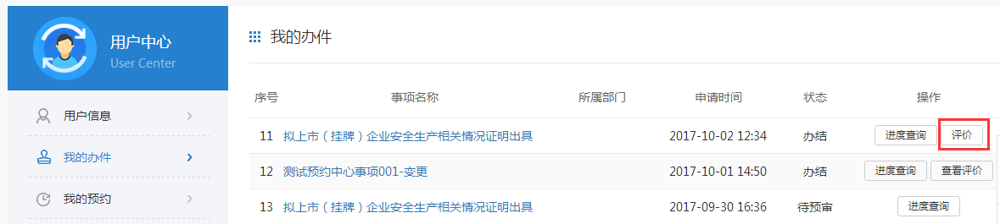 用户中心
User Center
用户信息
我的办件
我的预约
我的办件
序号 事项名称 所属部门 申请时间 状态 操作
11 拟上市（挂牌）企业安全生产相关情况证明出具 2017-10-02 12:34 办结 进度查询 评价
12 测试预约中心事项001-变更 2017-10-01 14:50 办结 进度查询 查看评价
13 拟上市（挂牌）企业安全生产相关情况证明出具 2017-09-30 16:36 待预审 进度查询